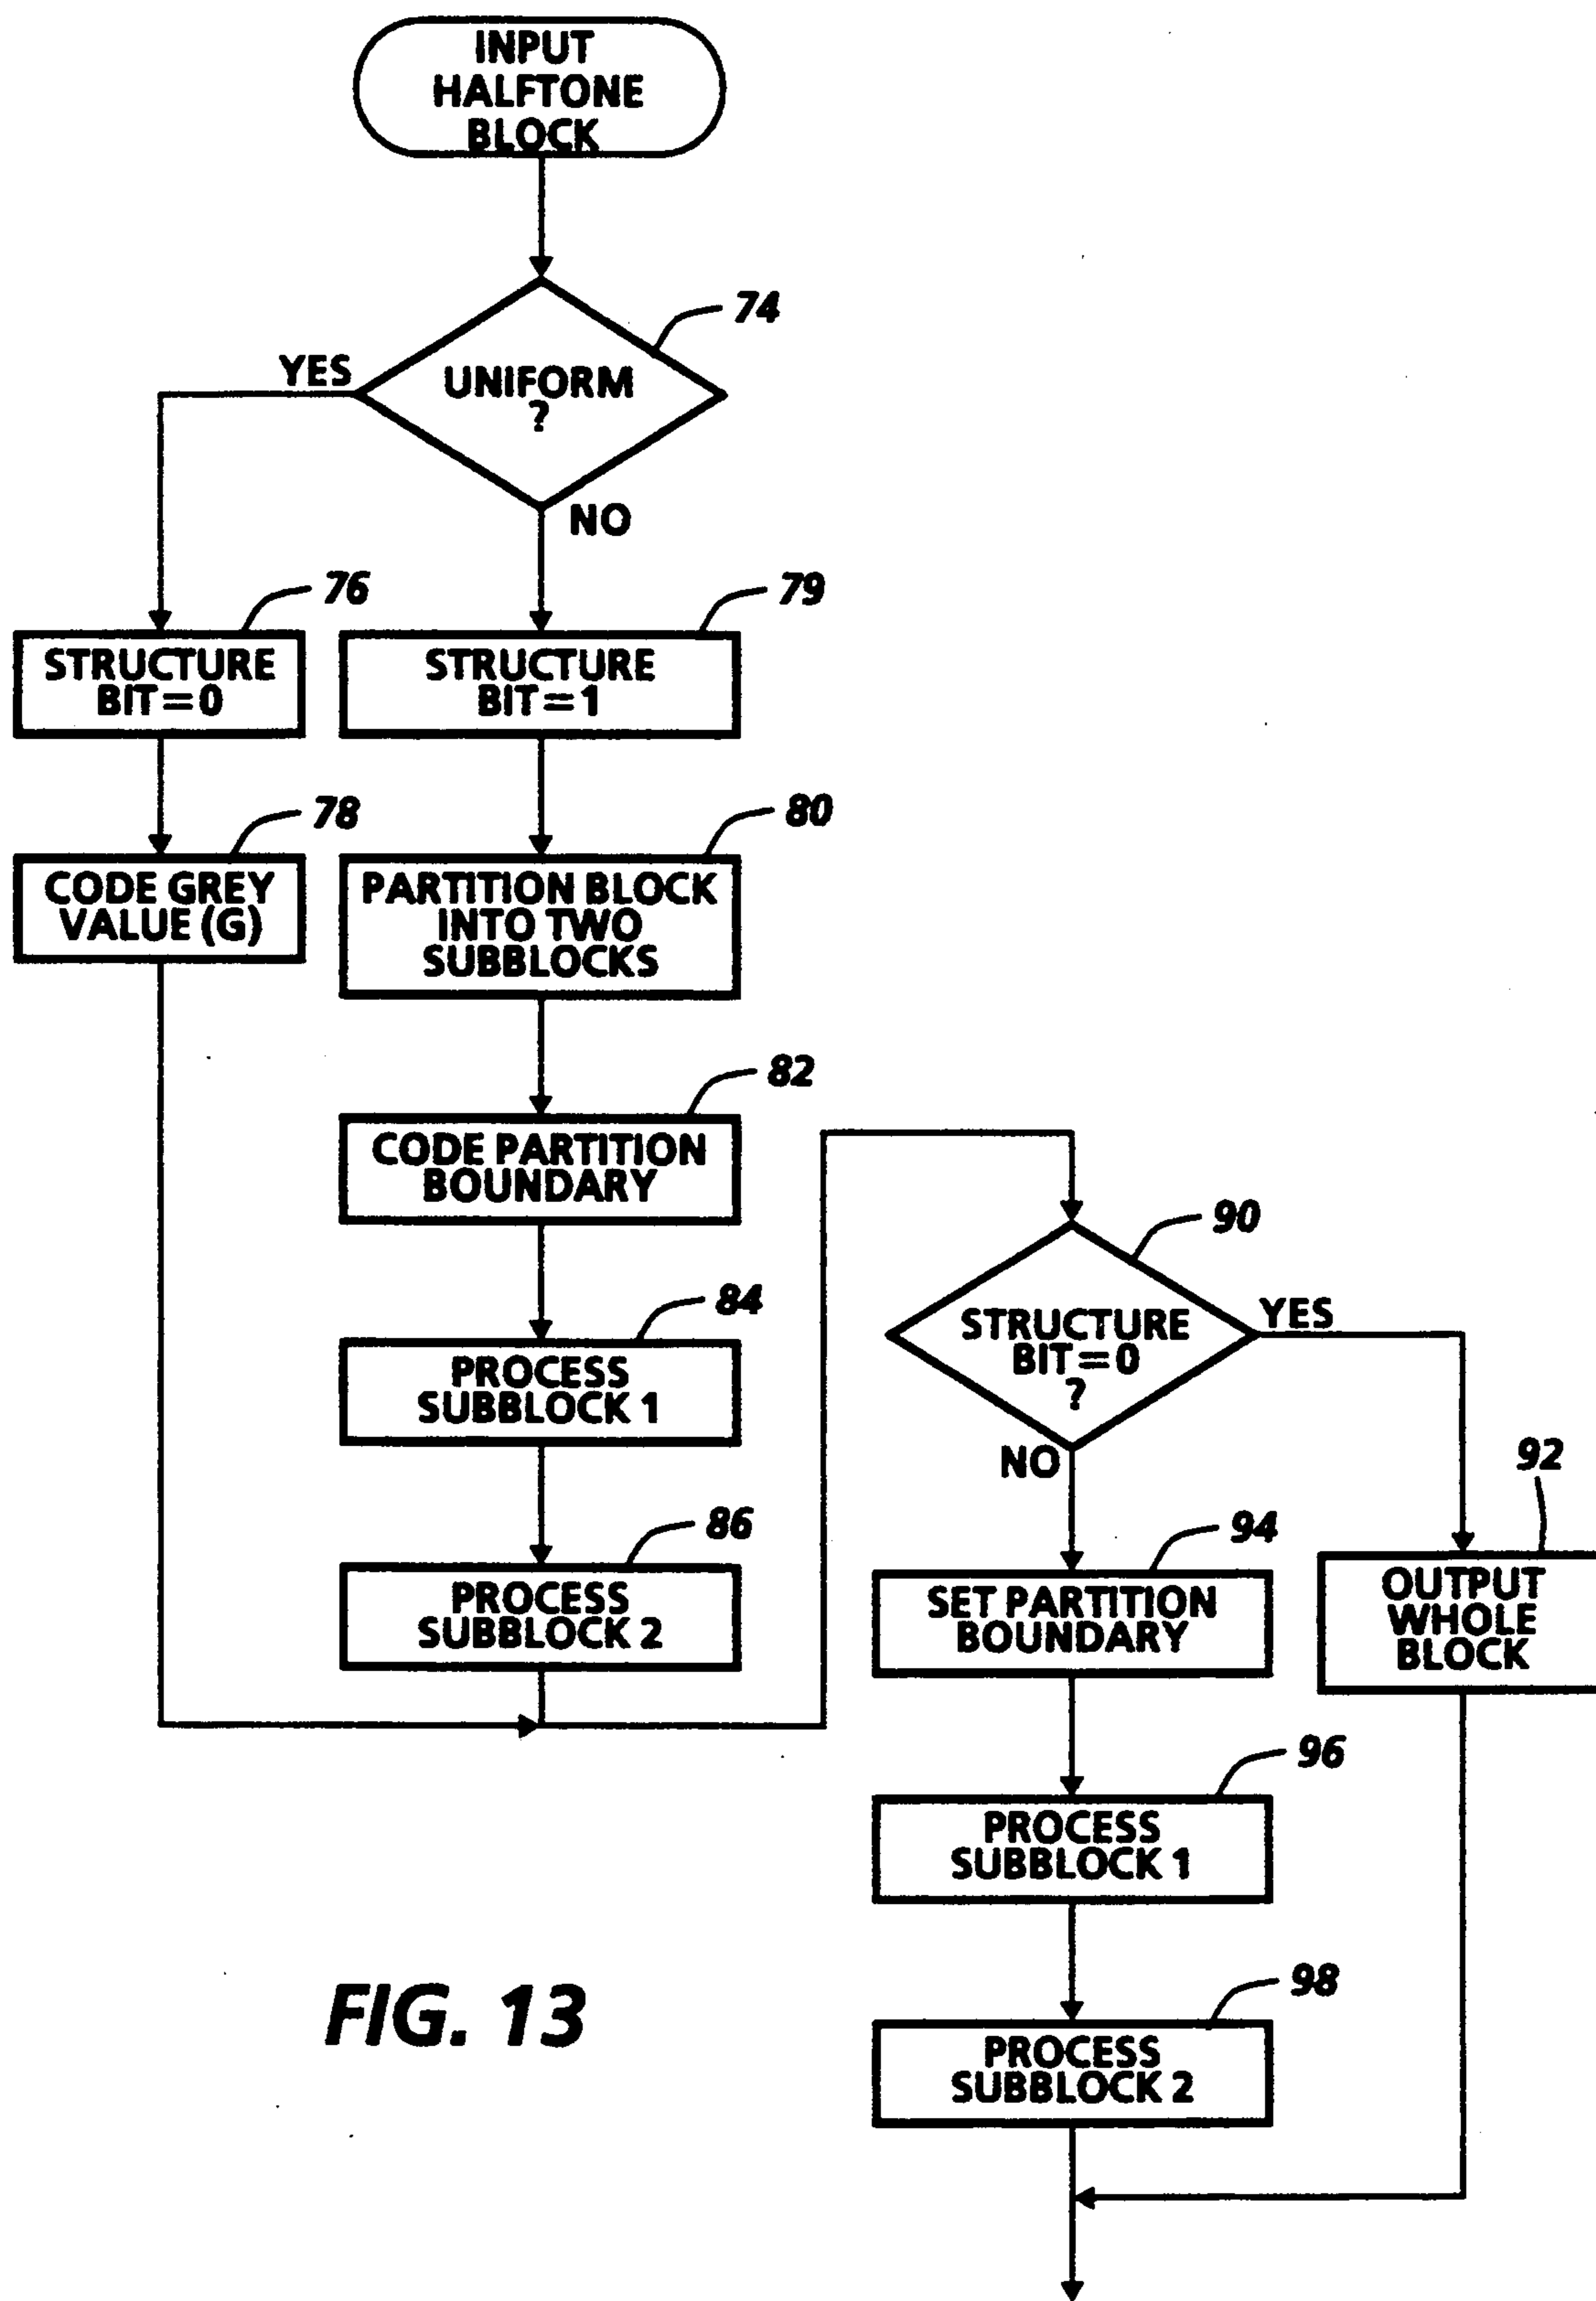 INPUT
HALFTONE
BLOCK
74
YES
UNIFORM
?
NO
76
79
STRUCTURE
BIT=0
STRUCTURE
BIT=1
78
80
CODE GREY
VALUE (G)
PARTITION BLOCK
INTO TWO
SUBBLOCKS
82
CODE PARTITION
BOUNDARY
84
PROCESS
SUBBLOCK 1
86
PROCESS
SUBBLOCK 2
90
STRUCTURE
BIT=0
?
YES
NO
92
94
OUTPUT
WHOLE
BLOCK
SET PARTITION
BOUNDARY
96
PROCESS
SUBBLOCK 1
98
PROCESS
SUBBLOCK 2
FIG. 13